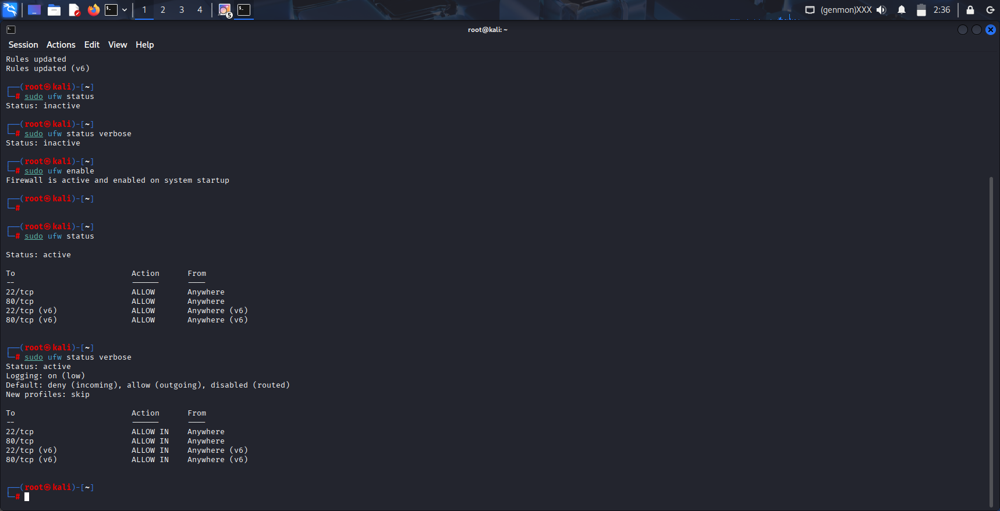 1 2 3 4
5
(genmon)XXX
2:36
root@kali: ~
Session Actions Edit View Help
Rules updated
Rules updated (v6)
┌──(root㉿kali)-[~]
└─# sudo ufw status
Status: inactive
┌──(root㉿kali)-[~]
└─# sudo ufw status verbose
Status: inactive
┌──(root㉿kali)-[~]
└─# sudo ufw enable
Firewall is active and enabled on system startup
┌──(root㉿kali)-[~]
└─#
┌──(root㉿kali)-[~]
└─# sudo ufw status
Status: active
To Action From
-- ------ ----
22/tcp ALLOW Anywhere
80/tcp ALLOW Anywhere
22/tcp (v6) ALLOW Anywhere (v6)
80/tcp (v6) ALLOW Anywhere (v6)
┌──(root㉿kali)-[~]
└─# sudo ufw status verbose
Status: active
Logging: on (low)
Default: deny (incoming), allow (outgoing), disabled (routed)
New profiles: skip
To Action From
-- ------ ----
22/tcp ALLOW IN Anywhere
80/tcp ALLOW IN Anywhere
22/tcp (v6) ALLOW IN Anywhere (v6)
80/tcp (v6) ALLOW IN Anywhere (v6)
┌──(root㉿kali)-[~]
└─#